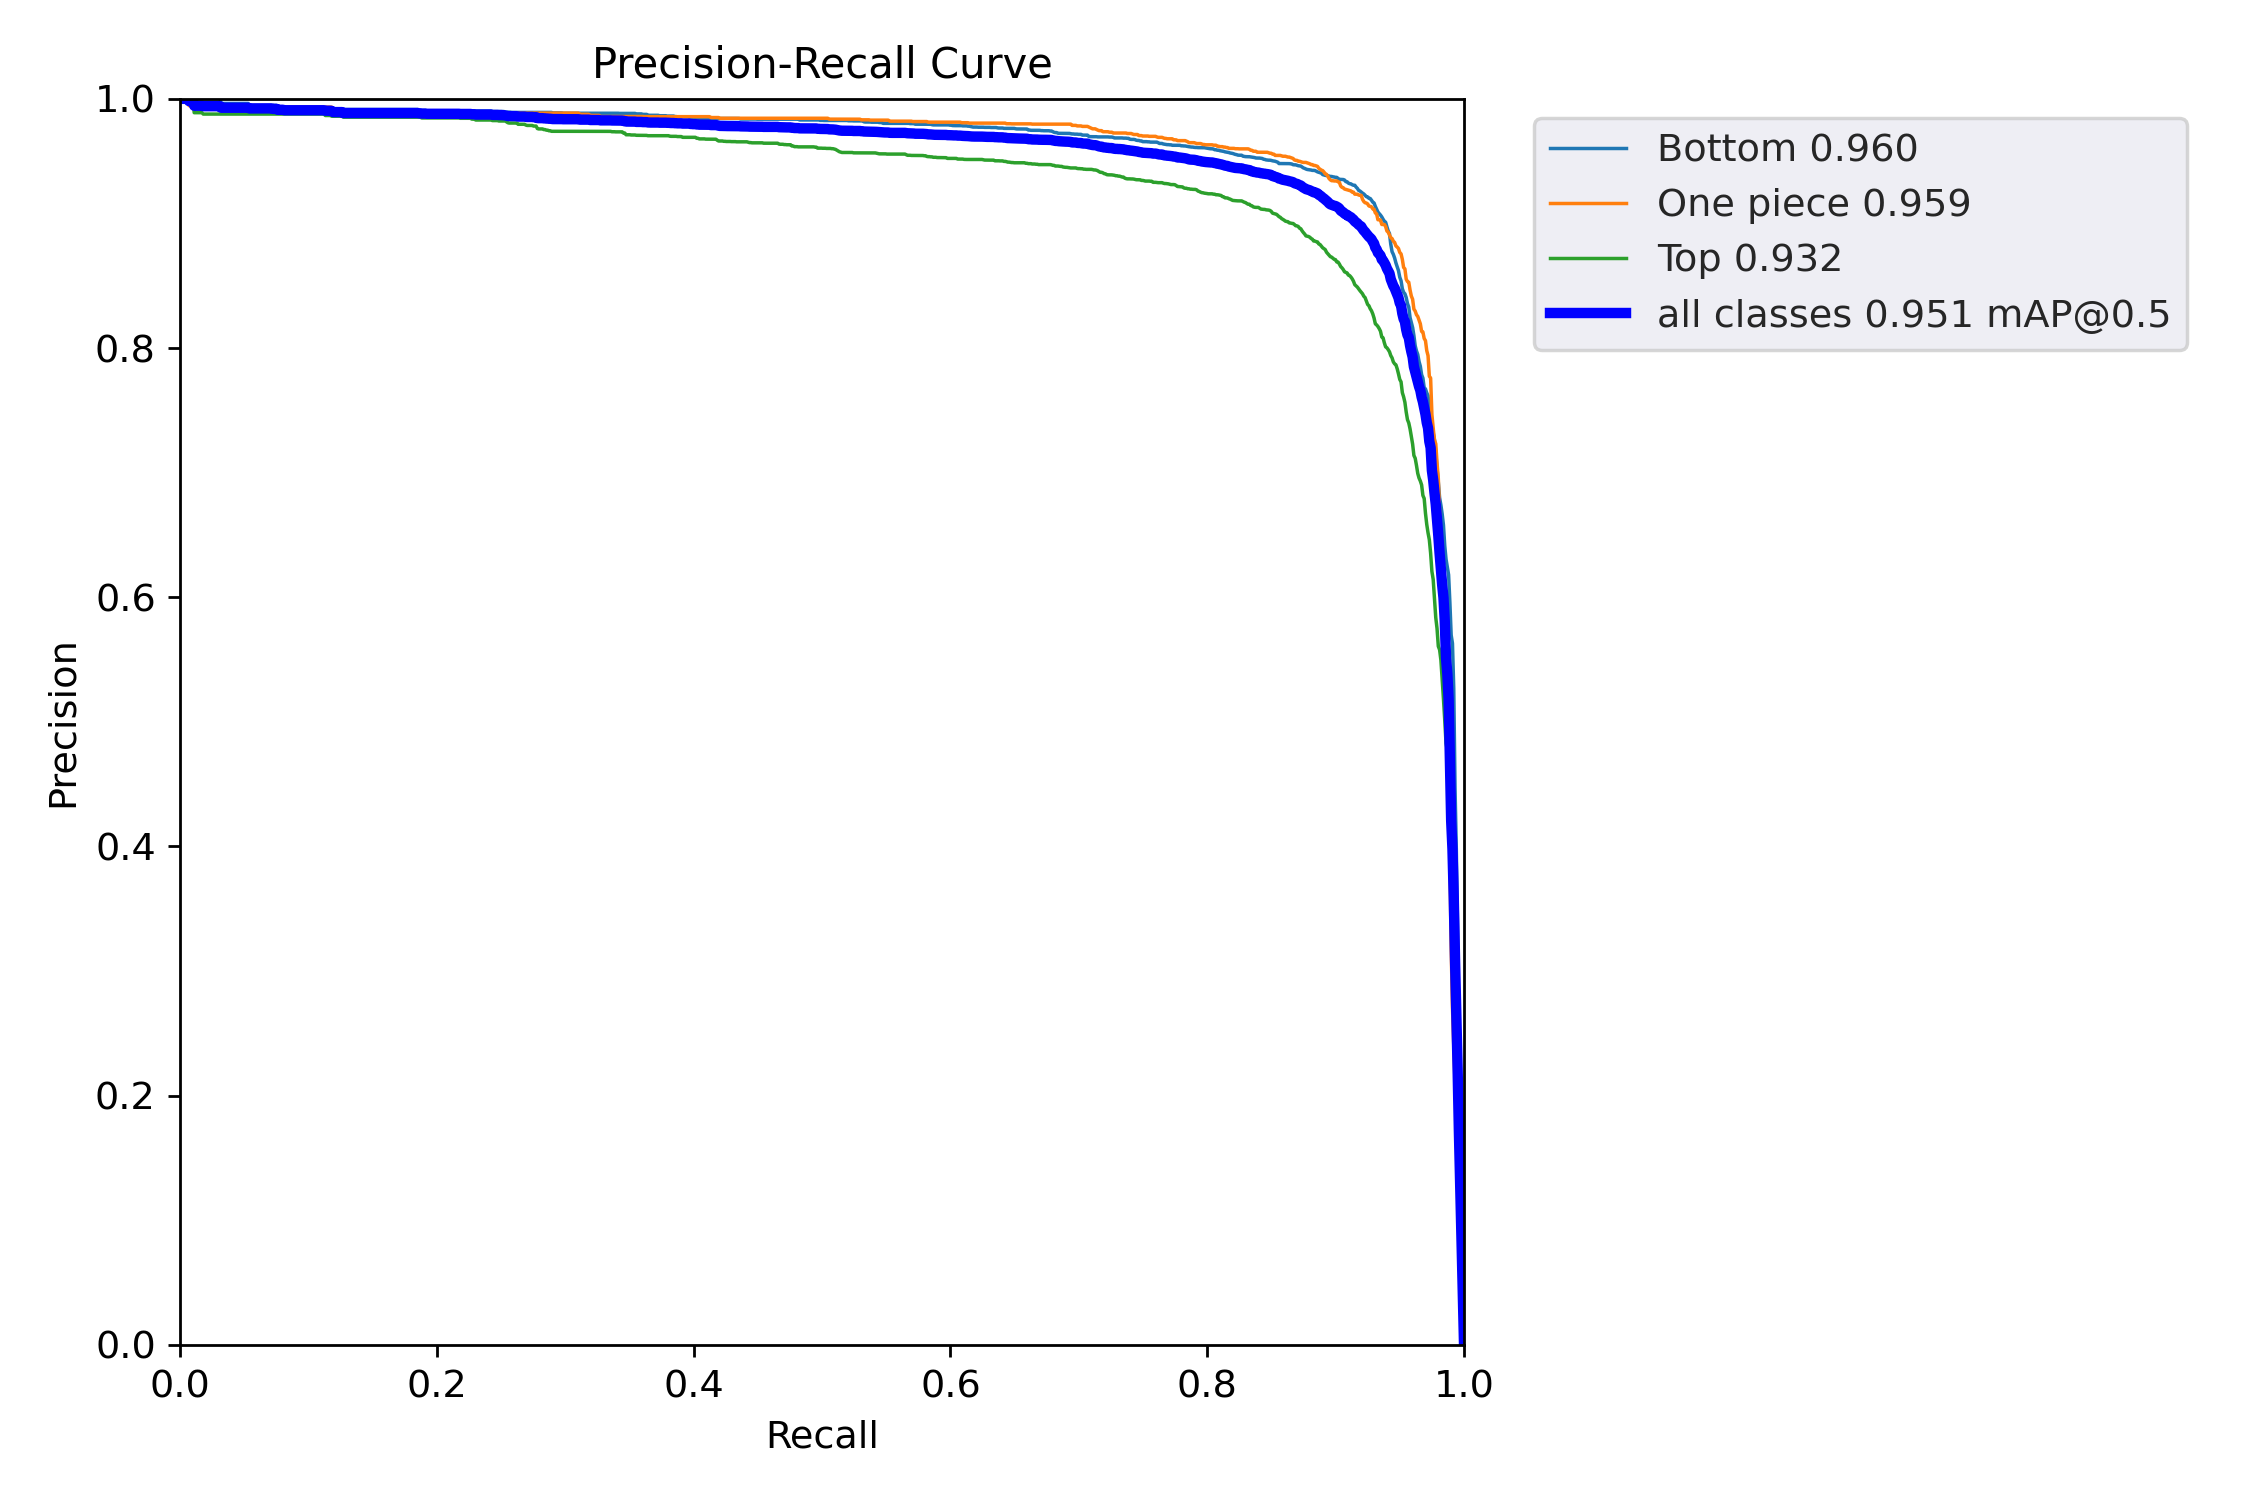 Precision-Recall Curve
1.0
0.8
0.6
0.4
0.2
0.0
Precision
0.0 0.2 0.4 0.6 0.8 1.0
Recall
Bottom 0.960
One piece 0.959
Top 0.932
all classes 0.951 mAP@0.5